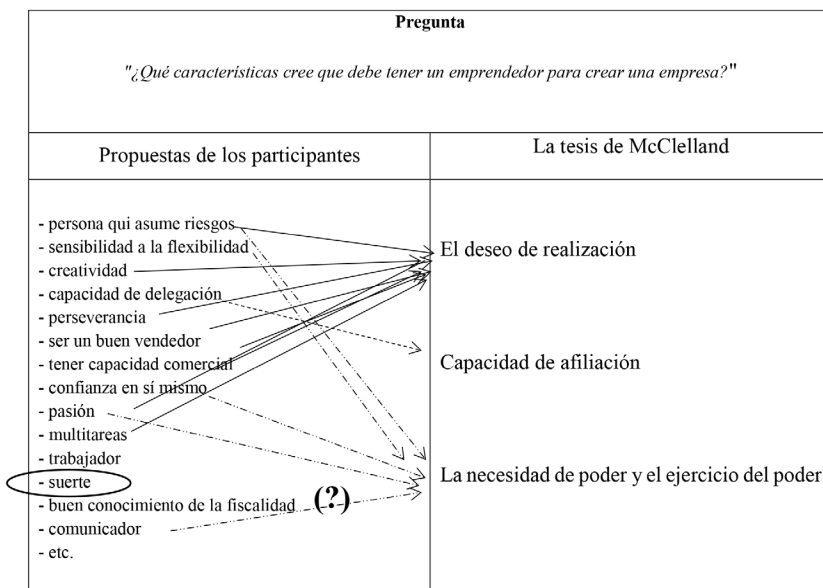 Pregunta
"¿Qué características cree que debe tener un emprendedor para crear una empresa?"
Propuestas de los participantes
La tesis de McClelland
- persona qui asume riesgos
- sensibilidad a la flexibilidad
- creatividad
- capacidad de delegación
- perseverancia
- ser un buen vendedor
- tener capacidad comercial
- confianza en sí mismo
- pasión
- multitareas
- trabajador
- suerte
- buen conocimiento de la fiscalidad
(?)
- comunicador
- etc.
El deseo de realización
Capacidad de afiliación
La necesidad de poder y el ejercicio del poder